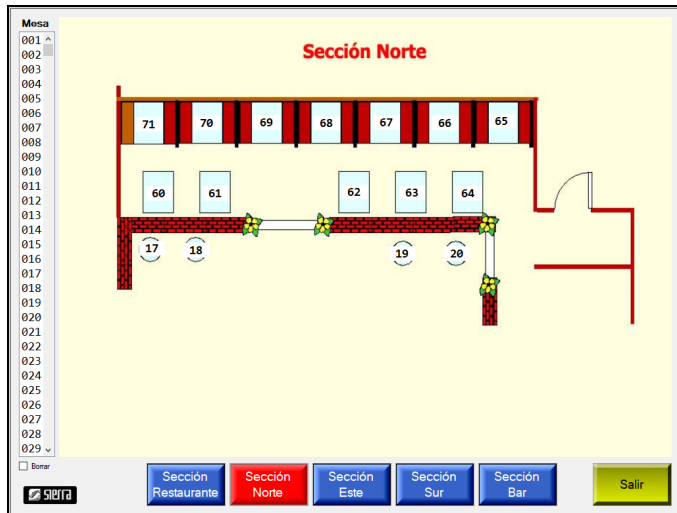 Mesa
001
002
003
004
005
006
007
008
009
010
011
012
013
014
015
016
017
018
019
020
021
022
023
024
025
026
027
028
029
Borrar
Sierra
Sección Norte
71 70 69 68 67 66 65
60 61 62 63 64
17 18 19 20
Sección Restaurante
Sección Norte
Sección Este
Sección Sur
Sección Bar
Salir